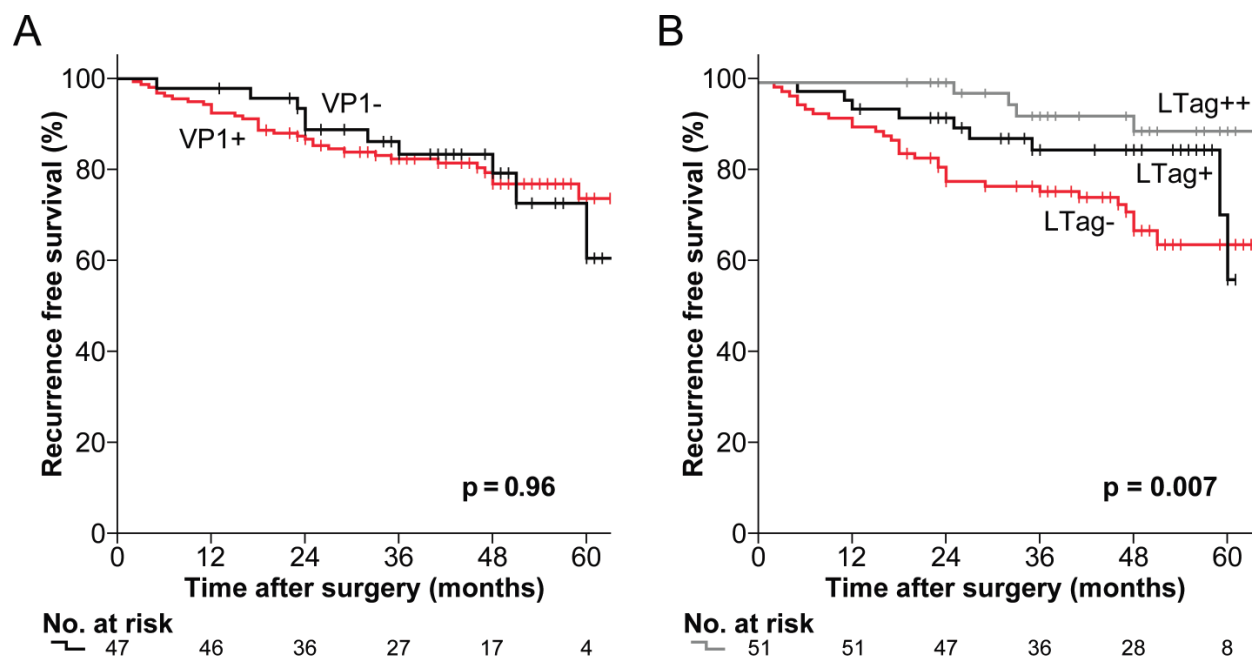 A
Recurrence free survival (%)
100
80
60
40
20
0
VP1-
VP1+
p = 0.96
0 12 24 36 48 60
Time after surgery (months)
No. at risk
47 46 36 27 17 4
B
Recurrence free survival (%)
100
80
60
40
20
0
LTag++
LTag+
LTag-
p = 0.007
0 12 24 36 48 60
Time after surgery (months)
No. at risk
51 51 47 36 28 8